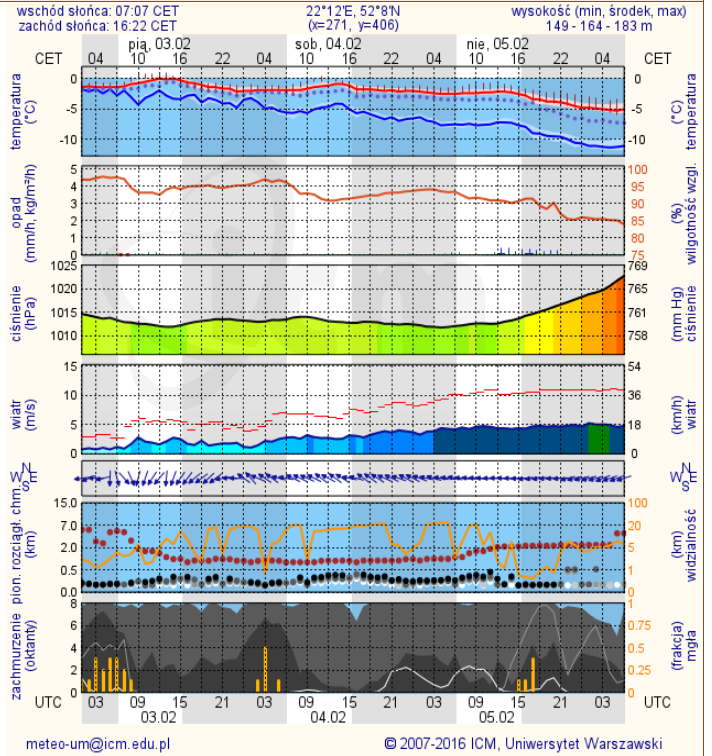 wschód słońca: 07:07 CET 22°12'E, 52°8'N wysokość (min, środek, max)
zachód słońca: 16:22 CET (x=271, y=406) 149 - 164 - 183 m
pią, 03.02 sob, 04.02 nie, 05.02
CET 04 10 16 22 04 10 16 22 04 10 16 22 04 CET
temperatura
(°C)
0
-5
-10
0
-5
-10
(°C)
temperatura
opad
(mm/h, kg/m²/h)
5
4
3
2
1
0
100
95
90
85
80
75
(%)
wilgotność wzgl.
ciśnienie
(hPa)
1025
1020
1015
1010
769
765
761
758
(mm Hg)
ciśnienie
wiatr
(m/s)
15
10
5
0
54
36
18
0
(km/h)
wiatr
N
W E
S
N
W E
S
pion. rozciągł. chm
(km)
15.0
7.0
2.0
0.5
0.0
100
20
5
1
0
(km)
widzialność
zachmurzenie
(oktanty)
8
6
4
2
0
1
0.75
0.5
0.25
0
(frakcja)
mgła
UTC 03 09 15 21 03 09 15 21 03 09 15 21 03 UTC
03.02 04.02 05.02
meteo-um@icm.edu.pl © 2007-2016 ICM, Uniwersytet Warszawski